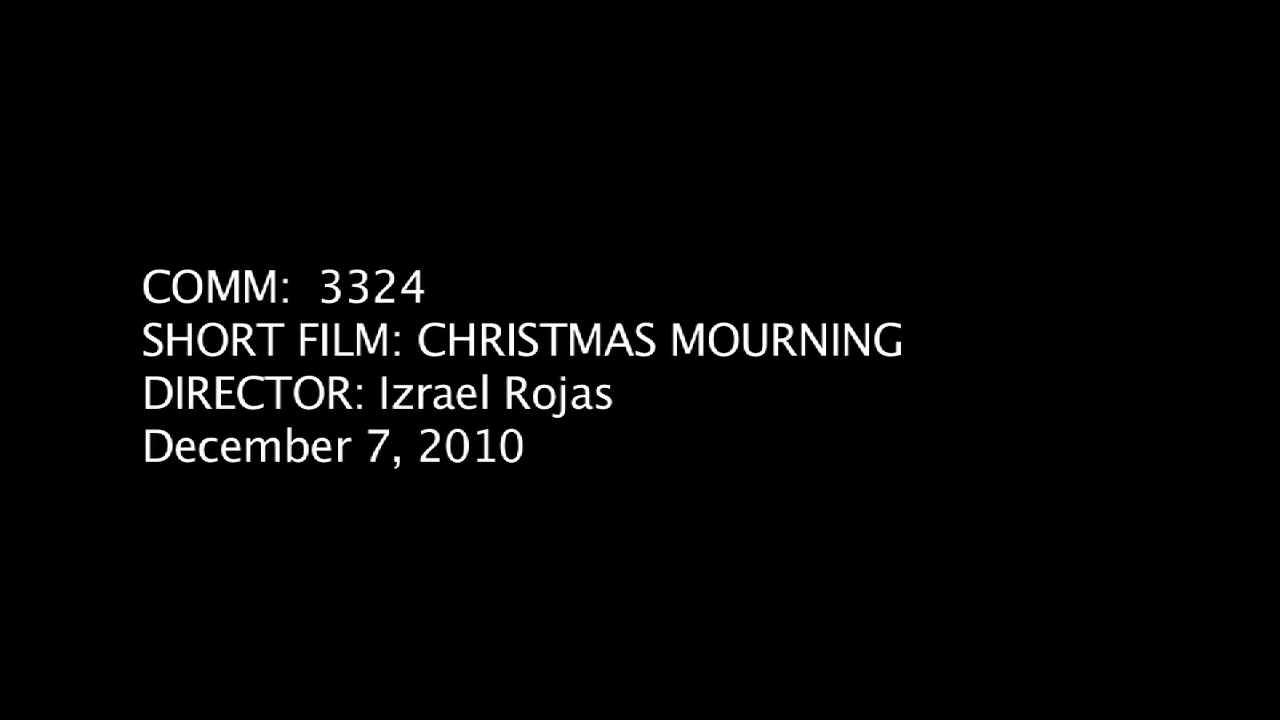 COMM:  3324
SHORT FILM: CHRISTMAS MOURNING
DIRECTOR: Izrael Rojas
December 7, 2010